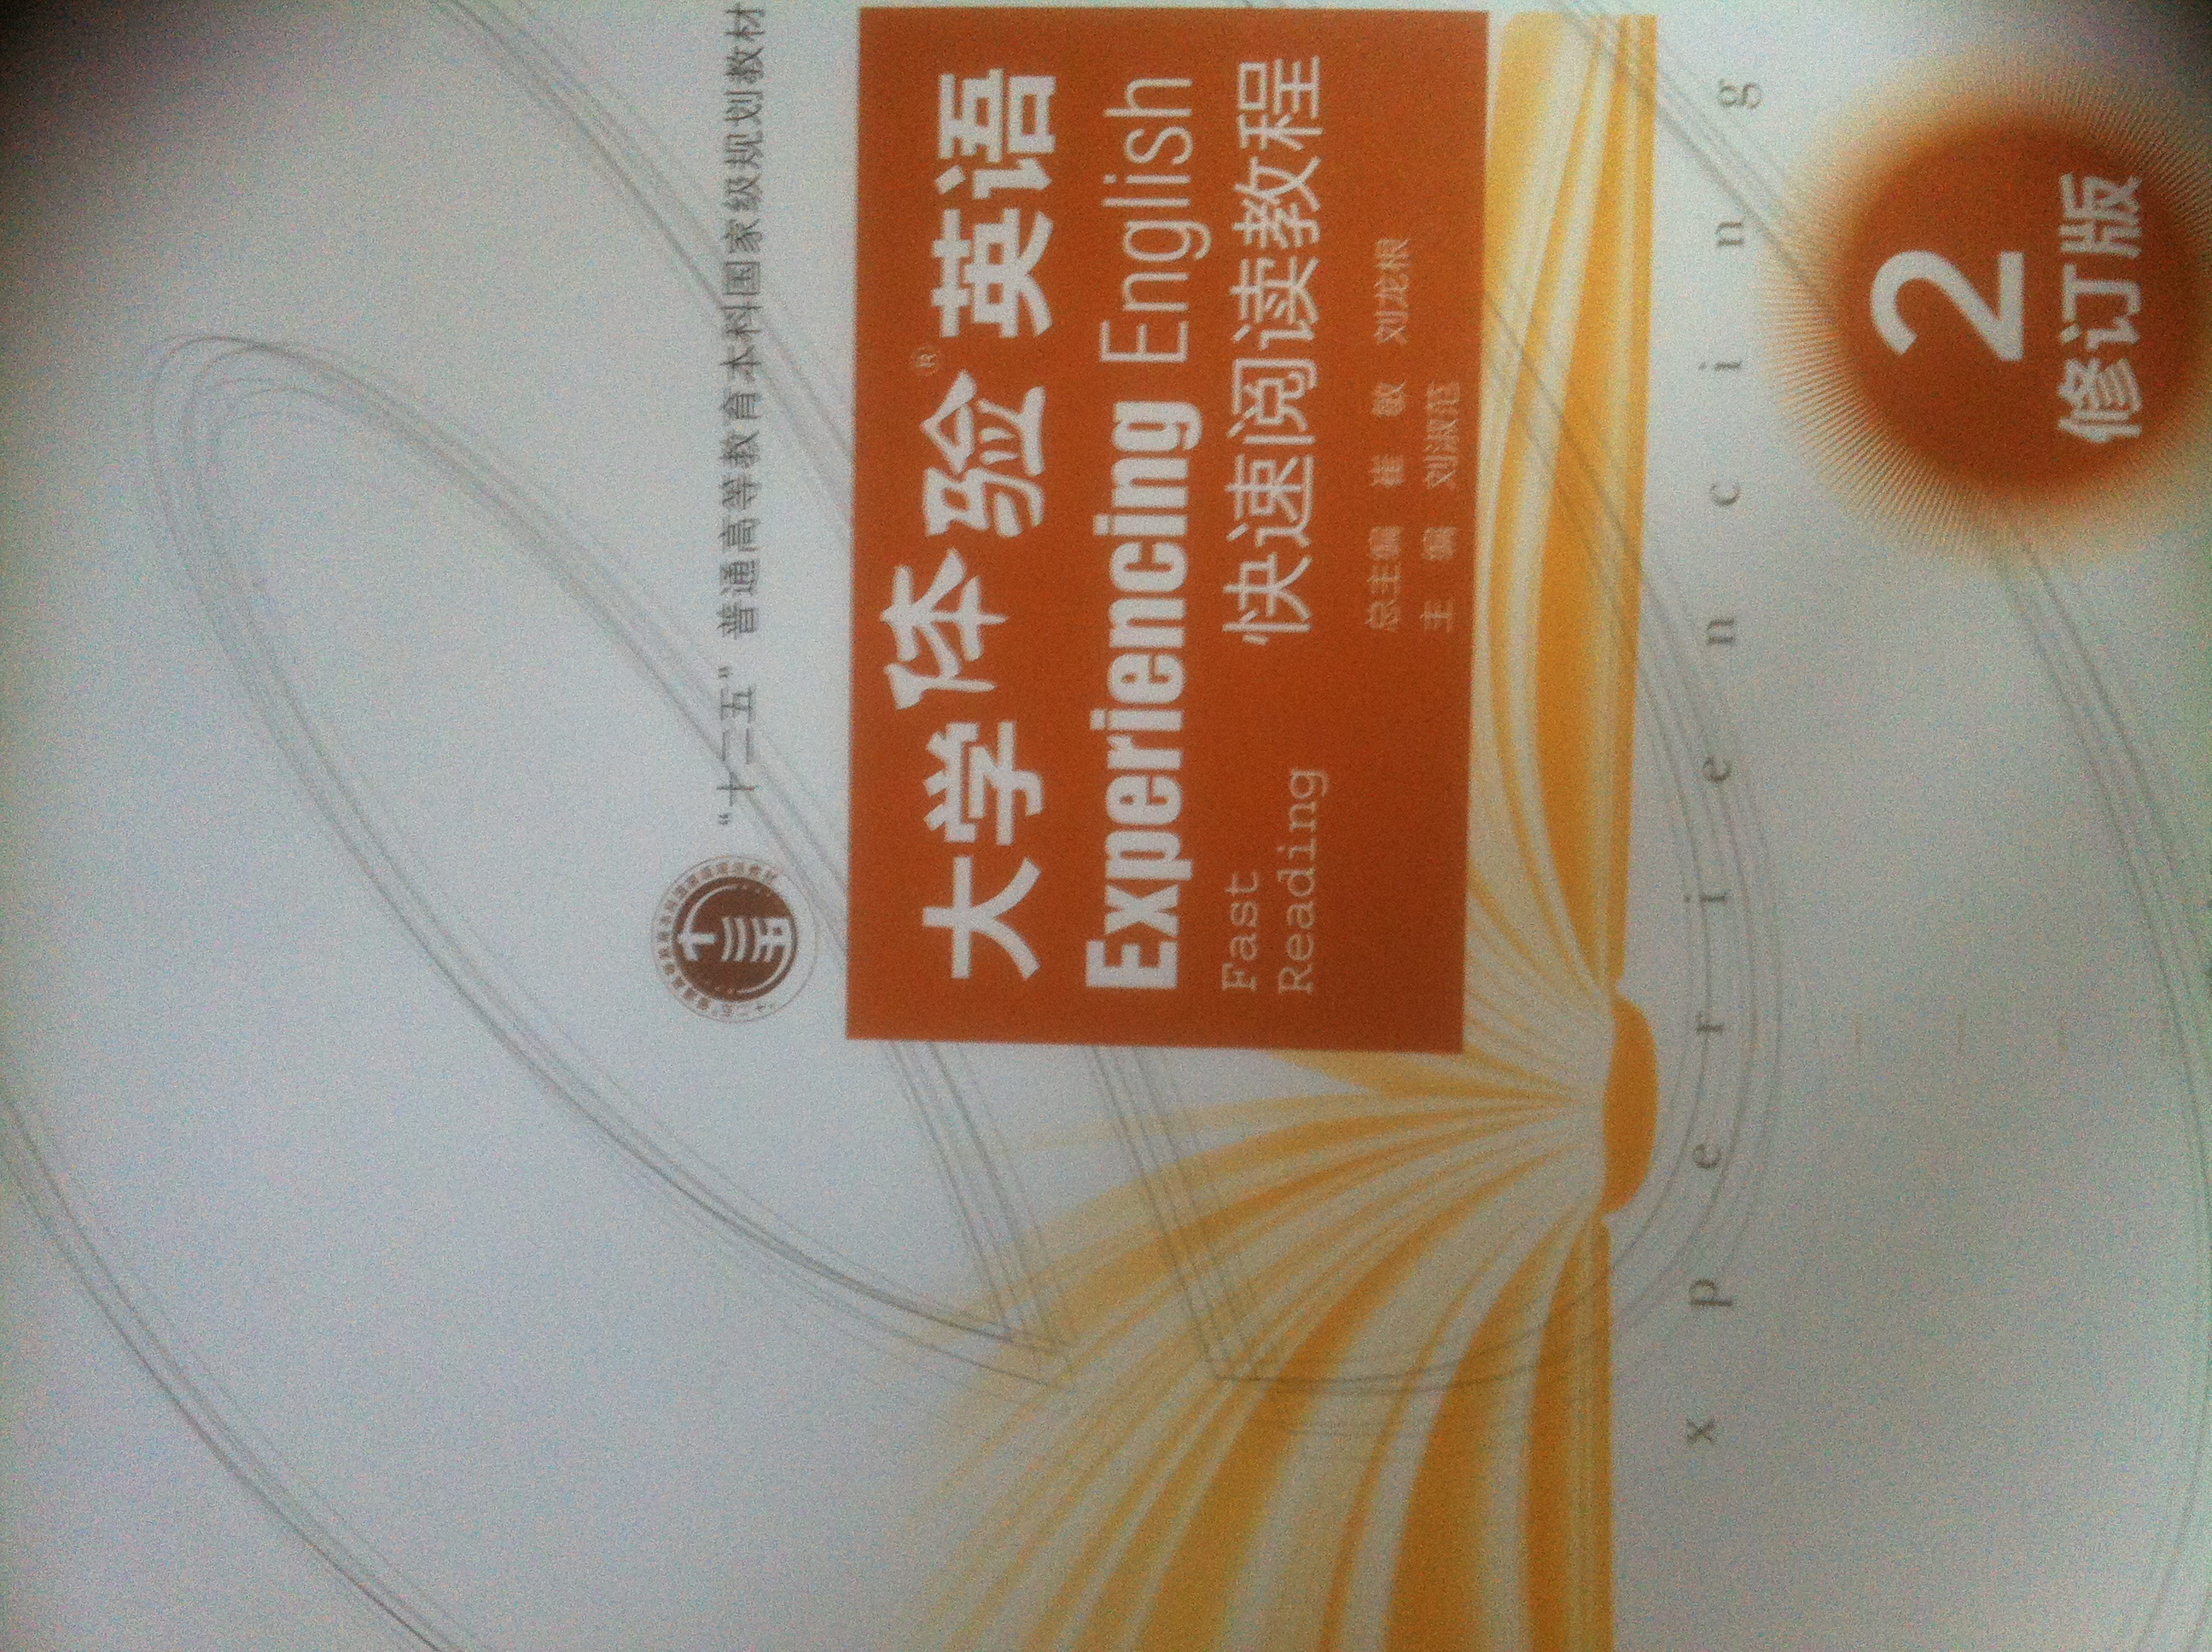 “十二五”普通高等教育本科国家级规划教材
大学体验®英语
Experiencing English
Fast
Reading
快速阅读教程
总主编 崔 敏 刘龙根
主 编 刘淑范
x p e r i e n c i n g
2
修订版